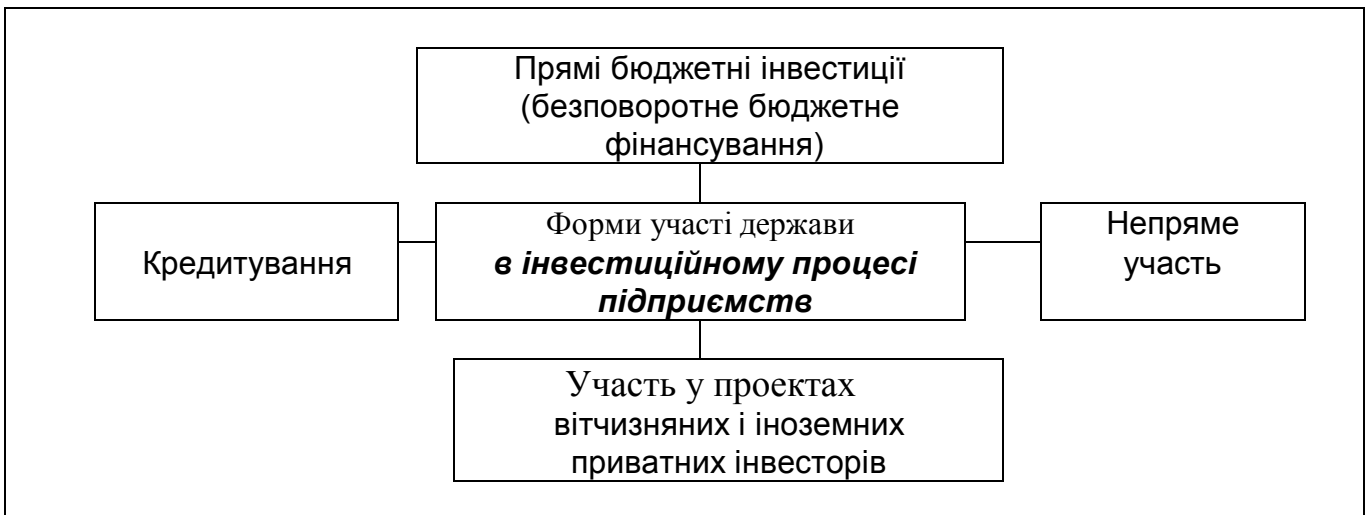 Прямі бюджетні інвестиції
(безповоротне бюджетне
фінансування)
Кредитування
Форми участі держави
в інвестиційному процесі
підприємств
Непряме
участь
Участь у проектах
вітчизняних і іноземних
приватних інвесторів